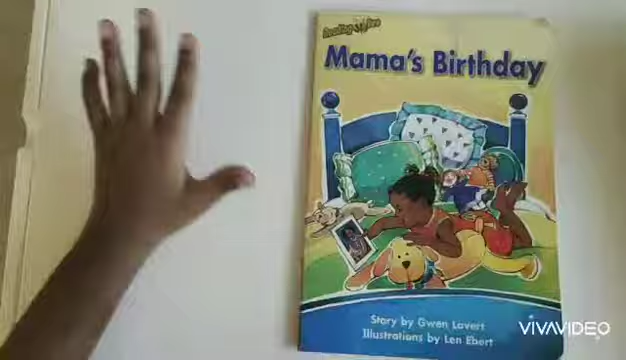 Mama's Birthday
Story by Gwen Lavert
Illustrations by Len Ebert
VIVAVIDEO